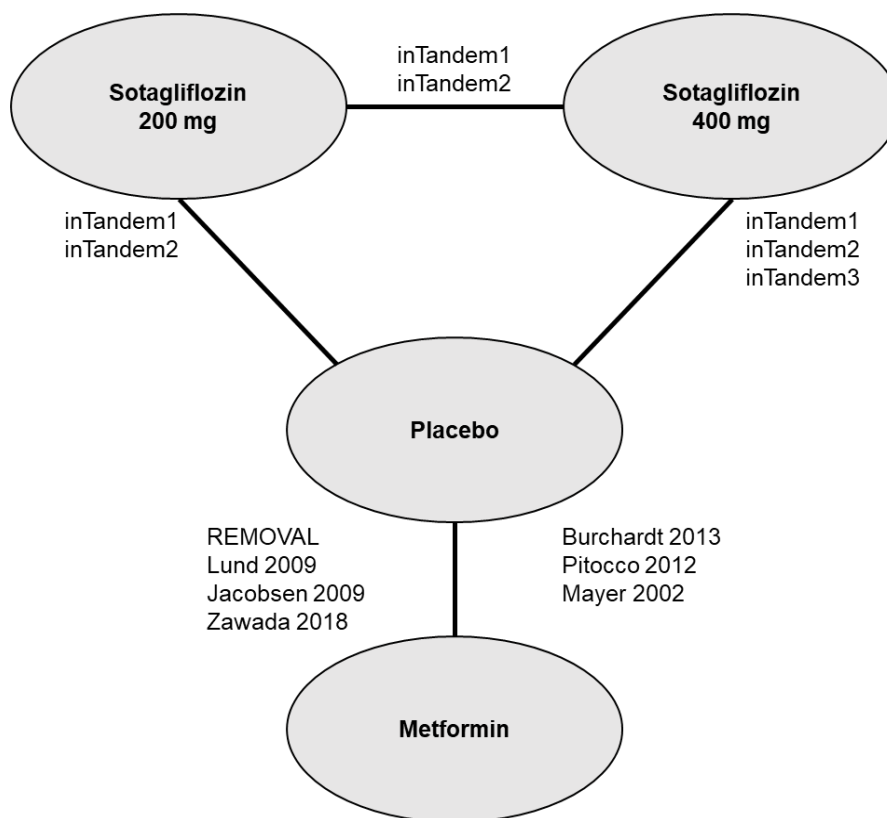 inTandem1
inTandem2
Sotagliflozin
200 mg
Sotagliflozin
400 mg
inTandem1
inTandem2
inTandem1
inTandem2
inTandem3
Placebo
REMOVAL
Lund 2009
Jacobsen 2009
Zawada 2018
Burchardt 2013
Pitocco 2012
Mayer 2002
Metformin